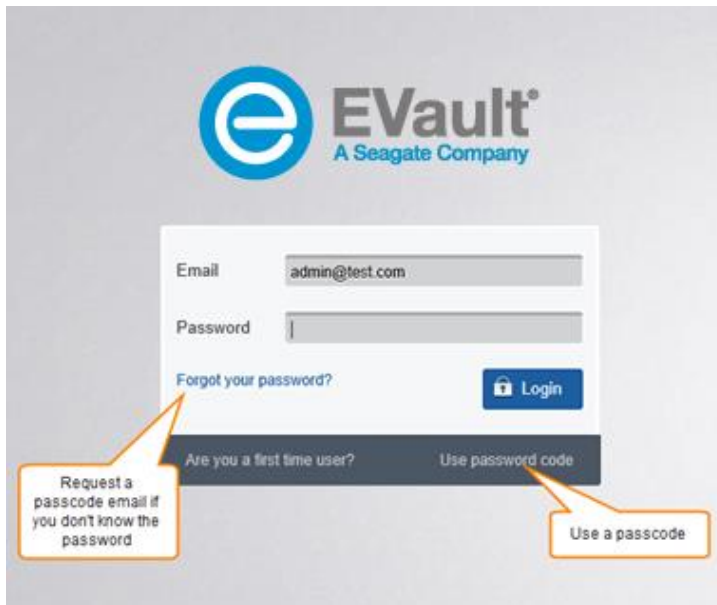 e EVault®
A Seagate Company
Email admin@test.com
Password
Forgot your password?
Login
Are you a first time user? Use password code
Request a
passcode email if
you don't know the
password
Use a passcode